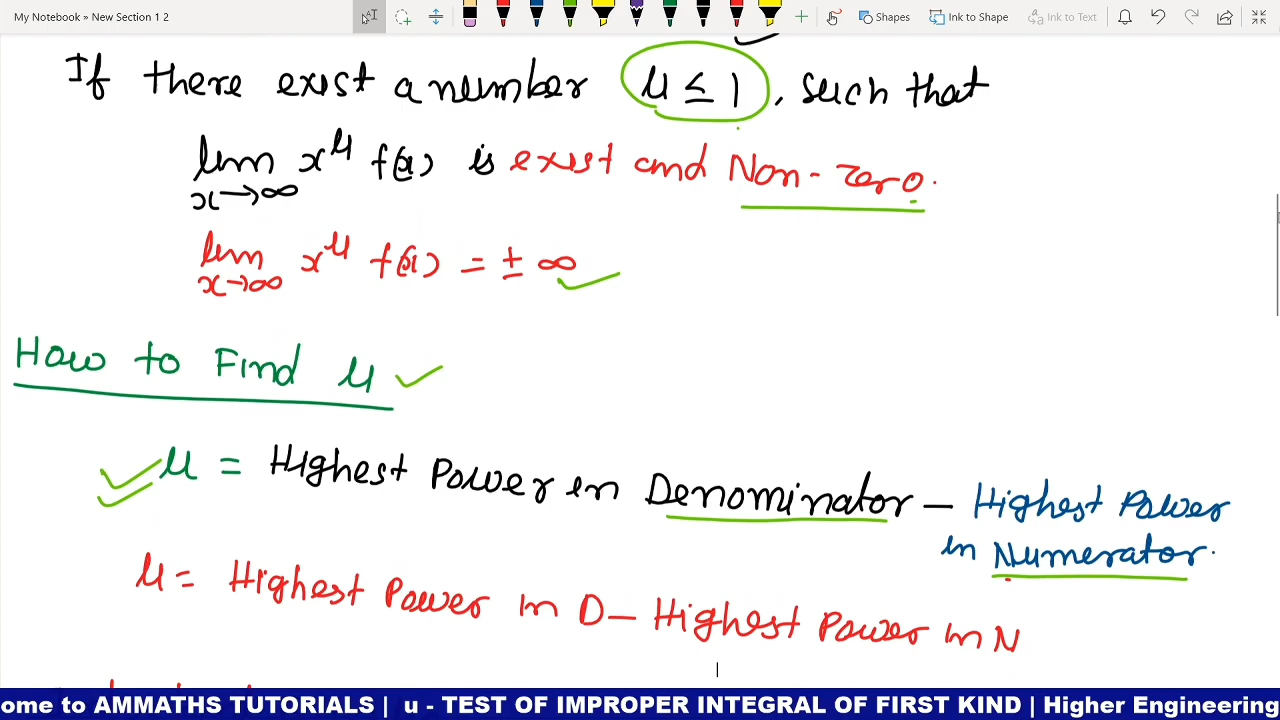 My Notebook » New Section 1 2
Shapes
Ink to Shape
Ink to Text
If there exist a number μ ≤ 1, such that
lim x→∞ x^μ f(x) is exist and Non-zero.
lim x→∞ x^μ f(x) = ± ∞
How to Find μ
μ = Highest Power in Denominator – Highest Power
in Numerator.
μ = Highest Power in D – Highest Power in N
ome to AMMATHS TUTORIALS | u - TEST OF IMPROPER INTEGRAL OF FIRST KIND | Higher Engineering